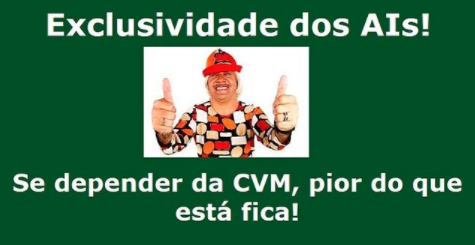 Exclusividade dos AIs!
Se depender da CVM, pior do que
está fica!